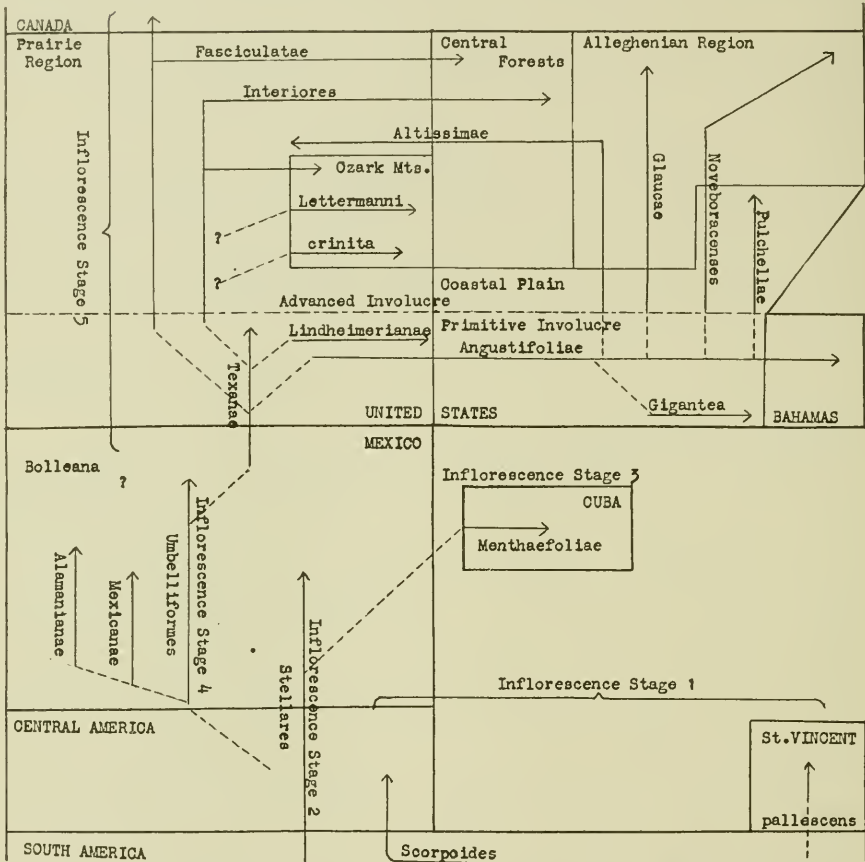 CANADA
Prairie
Region
Fasciculatae
Central
Forests
Alleghenian Region
Interiores
Altissimae
Ozark Mts.
Lettermanni
?
crinita
?
Inflorescence Stage 5
Glaucae
Noveboracenses
Pulchellae
Coastal Plain
Advanced Involucre
Lindheimerianae
Primitive Involucre
Angustifoliae
Texanae
Gigantea
UNITED STATES
BAHAMAS
MEXICO
Bolleana
?
Inflorescence Stage 3
CUBA
Menthaefoliae
Alamanianae
Mexicanae
Umbelliformes
Inflorescence Stage 4
Stellares
Inflorescence Stage 2
Inflorescence Stage 1
CENTRAL AMERICA
St.VINCENT
pallescens
SOUTH AMERICA
Scorpoides